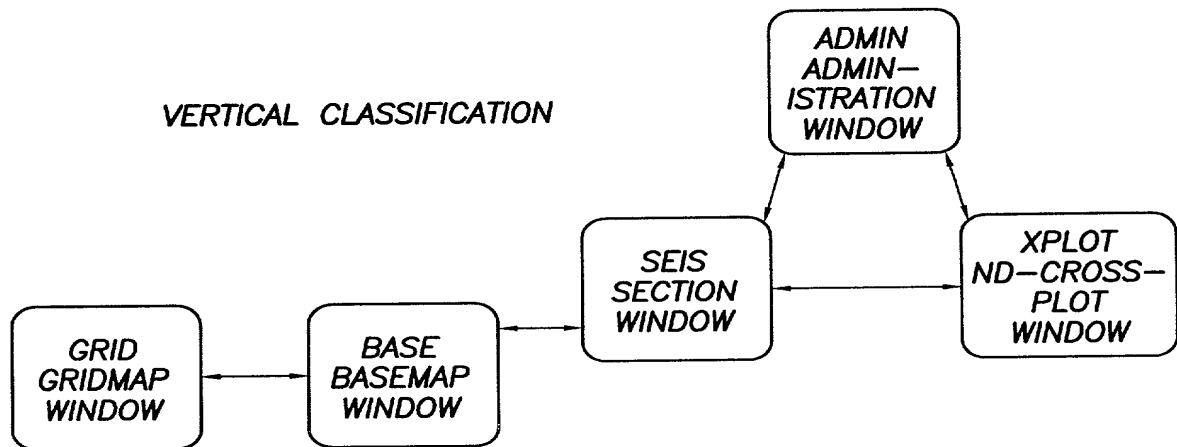 VERTICAL CLASSIFICATION
ADMIN
ADMIN-
ISTRATION
WINDOW
SEIS
SECTION
WINDOW
XPLOT
ND-CROSS-
PLOT
WINDOW
GRID
GRIDMAP
WINDOW
BASE
BASEMAP
WINDOW